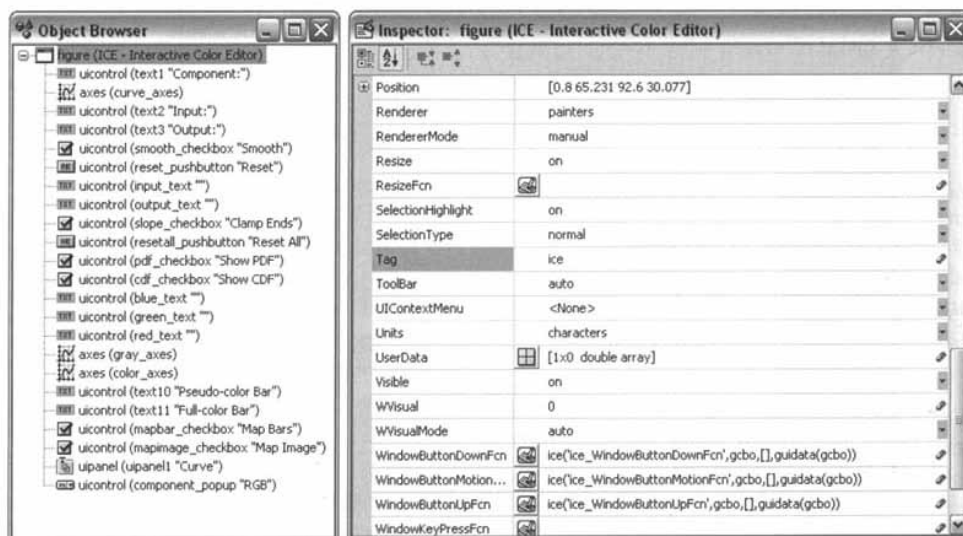 Object Browser
figure (ICE - Interactive Color Editor)
uicontrol (text1 "Component:")
axes (curve_axes)
uicontrol (text2 "Input:")
uicontrol (text3 "Output:")
uicontrol (smooth_checkbox "Smooth")
uicontrol (reset_pushbutton "Reset")
uicontrol (input_text "")
uicontrol (output_text "")
uicontrol (slope_checkbox "Clamp Ends")
uicontrol (resetall_pushbutton "Reset All")
uicontrol (pdf_checkbox "Show PDF")
uicontrol (cdf_checkbox "Show CDF")
uicontrol (blue_text "")
uicontrol (green_text "")
uicontrol (red_text "")
axes (gray_axes)
axes (color_axes)
uicontrol (text10 "Pseudo-color Bar")
uicontrol (text11 "Full-color Bar")
uicontrol (mapbar_checkbox "Map Bars")
uicontrol (mapimage_checkbox "Map Image")
uipanel (uipanel1 "Curve")
uicontrol (component_popup "RGB")
Inspector: figure (ICE - Interactive Color Editor)
Position [0.8 65.231 92.6 30.077]
Renderer painters
RendererMode manual
Resize on
ResizeFcn
SelectionHighlight on
SelectionType normal
Tag ice
ToolBar auto
UIContextMenu <None>
Units characters
UserData [1x0 double array]
Visible on
WVisual 0
WVisualMode auto
WindowButtonDownFcn ice('ice_WindowButtonDownFcn',gcbo,[],guidata(gcbo))
WindowButtonMotion... ice('ice_WindowButtonMotionFcn',gcbo,[],guidata(gcbo))
WindowButtonUpFcn ice('ice_WindowButtonUpFcn',gcbo,[],guidata(gcbo))
WindowKeyPressFcn